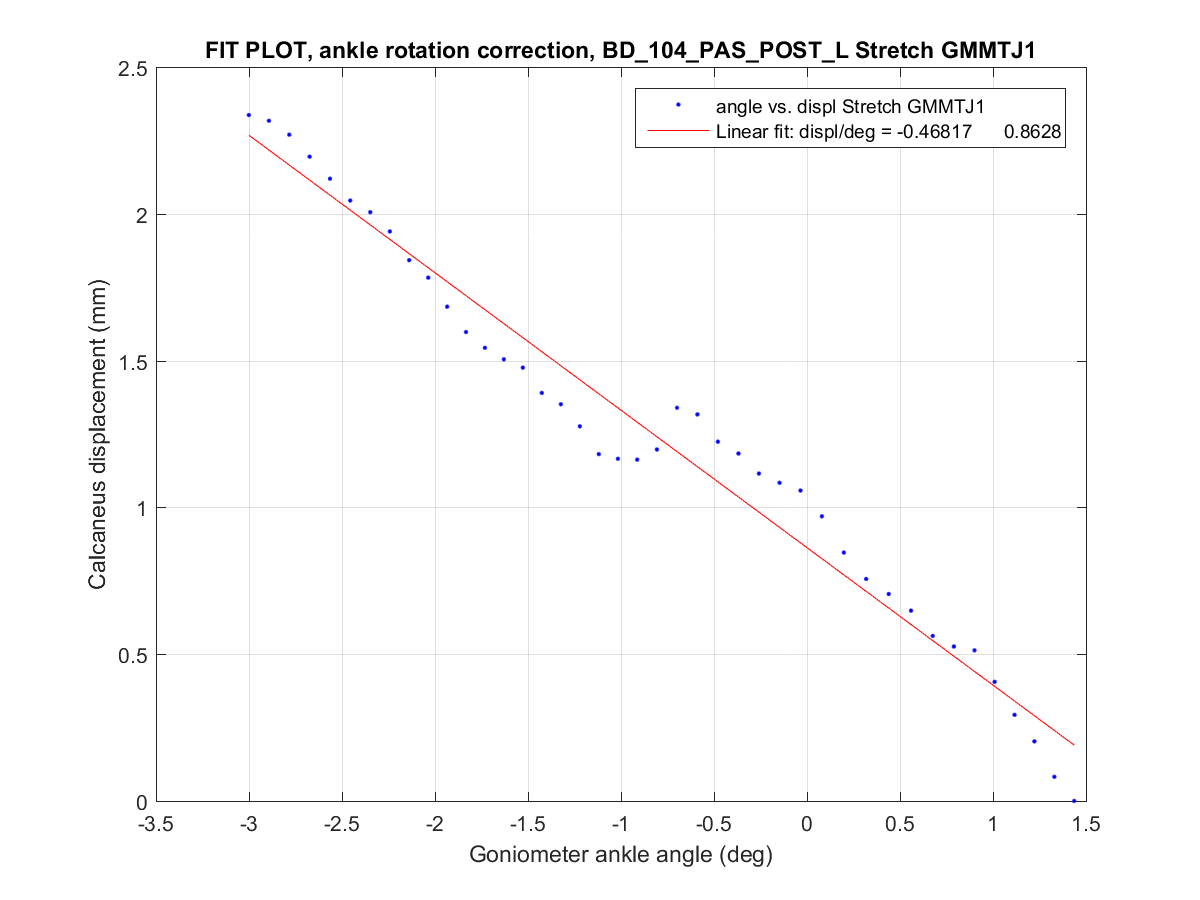 FIT PLOT, ankle rotation correction, BD_104_PAS_POST_L Stretch GMMTJ1
angle vs. displ Stretch GMMTJ1
Linear fit: displ/deg = -0.46817 0.8628
2.5
2
1.5
1
0.5
0
Calcaneus displacement (mm)
-3.5 -3 -2.5 -2 -1.5 -1 -0.5 0 0.5 1 1.5
Goniometer ankle angle (deg)